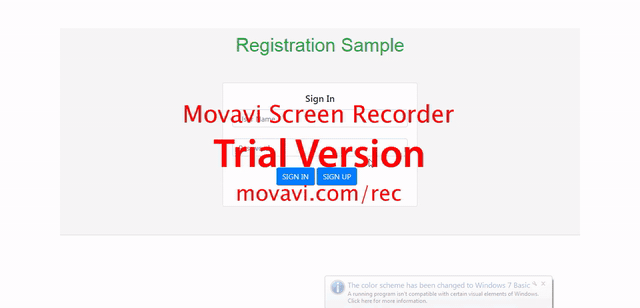 Registration Sample
Sign In
Movavi Screen Recorder
User Name
Trial Version
SIGN IN SIGN UP
movavi.com/rec
The color scheme has been changed to Windows 7 Basic
A running program isn't compatible with certain visual elements of Windows.
Click here for more information.